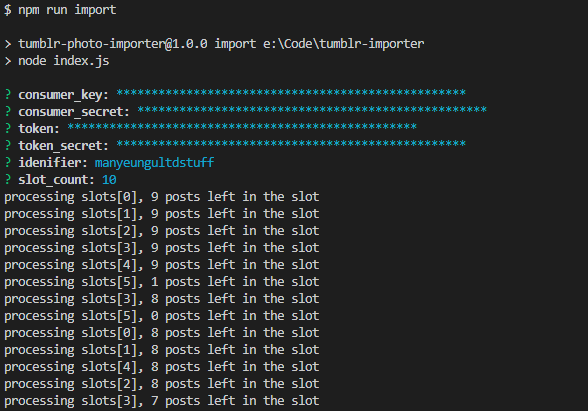 $ npm run import
> tumblr-photo-importer@1.0.0 import e:\Code\tumblr-importer
> node index.js
? consumer_key: **************************************************
? consumer_secret: **************************************************
? token: **************************************************
? token_secret: **************************************************
? idenifier: manyeungultdstuff
? slot_count: 10
processing slots[0], 9 posts left in the slot
processing slots[1], 9 posts left in the slot
processing slots[2], 9 posts left in the slot
processing slots[3], 9 posts left in the slot
processing slots[4], 9 posts left in the slot
processing slots[5], 1 posts left in the slot
processing slots[3], 8 posts left in the slot
processing slots[5], 0 posts left in the slot
processing slots[0], 8 posts left in the slot
processing slots[1], 8 posts left in the slot
processing slots[4], 8 posts left in the slot
processing slots[2], 8 posts left in the slot
processing slots[3], 7 posts left in the slot